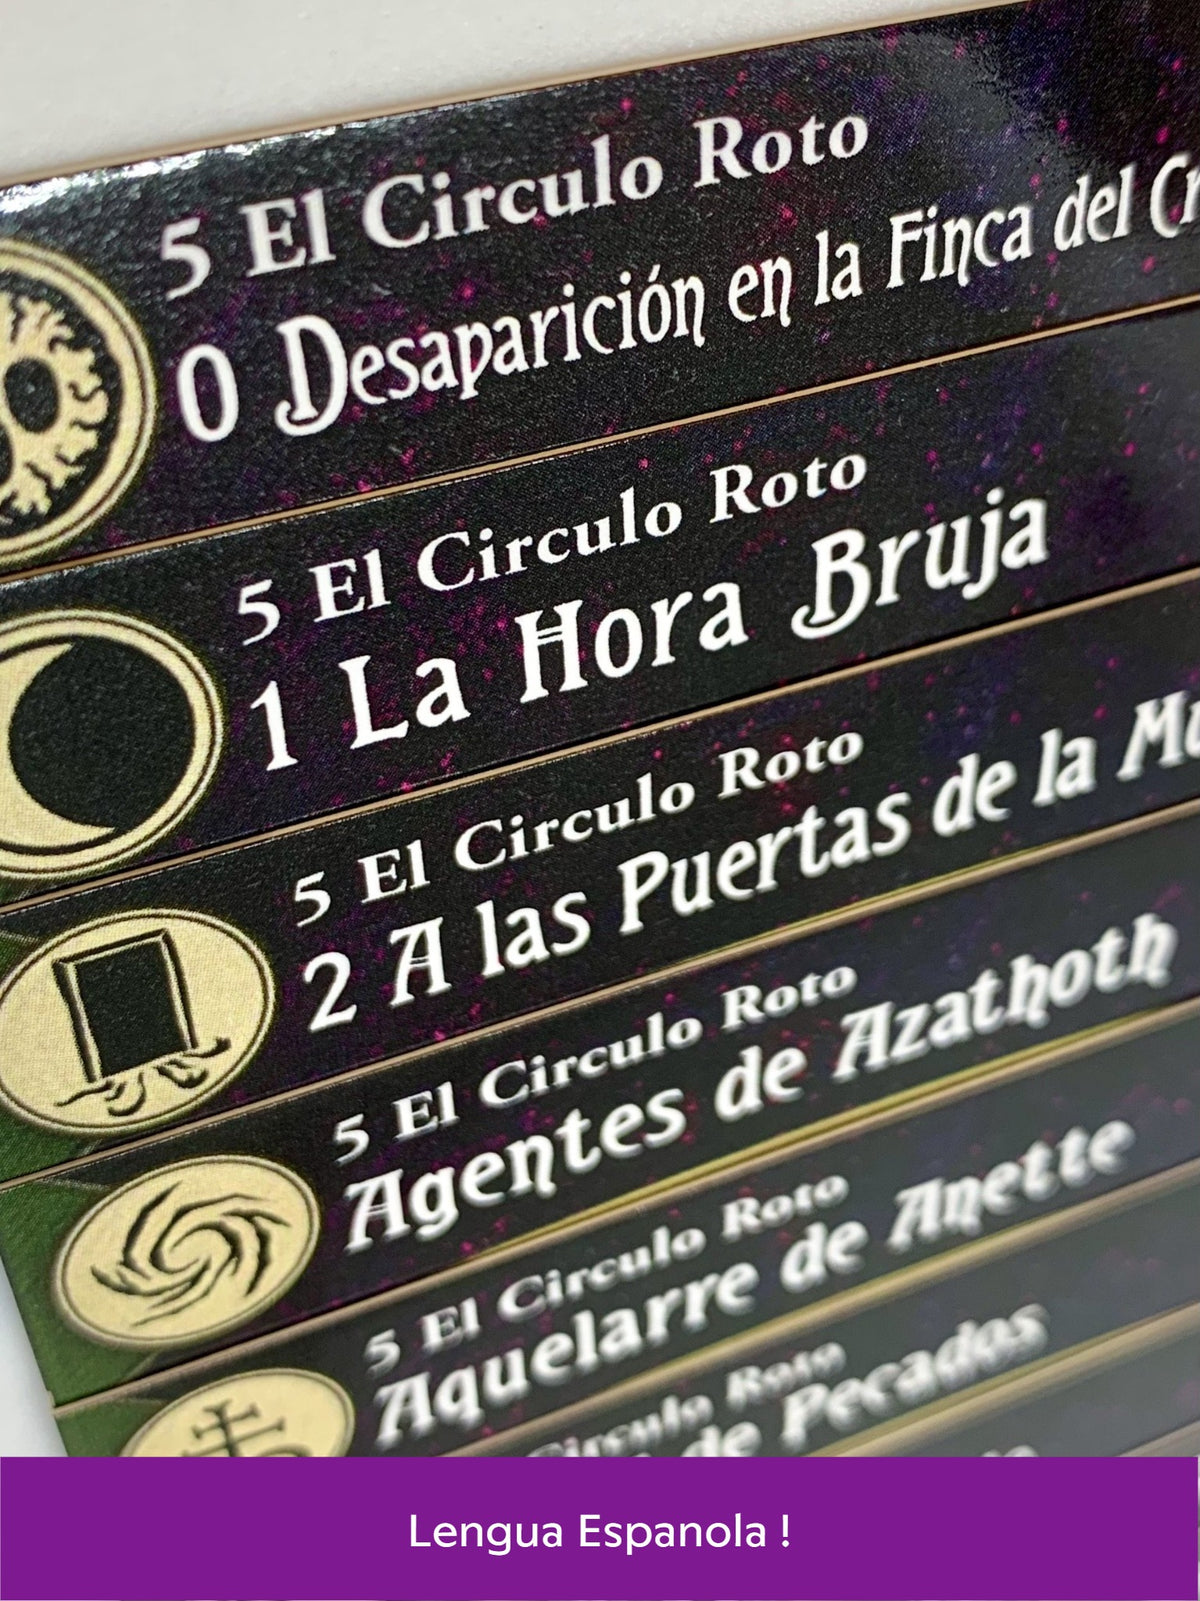 5 El Circulo Roto
0 Desaparición en la Finca del
5 El Circulo Roto
1 La Hora Bruja
5 El Circulo Roto
2 A las Puertas de la
5 El Circulo Roto
Agentes de Azathoth
5 El Circulo Roto
Aquelarre de Anette
Circulo Roto
de Pecados
Lengua Espanola !